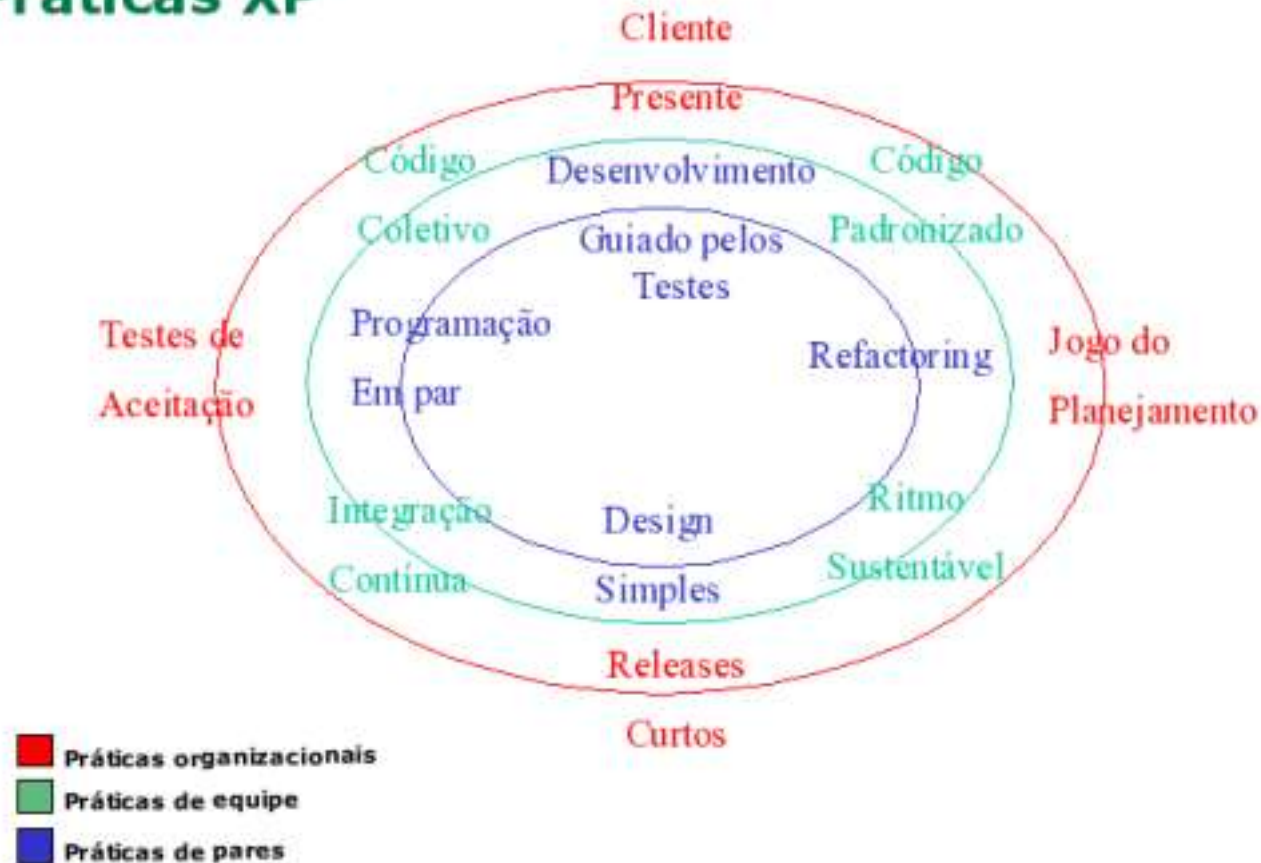 Práticas XP
Cliente
Presente
Código
Coletivo
Desenvolvimento
Guiado pelos
Testes
Código
Padronizado
Testes de
Aceitação
Programação
Em par
Refactoring
Jogo do
Planejamento
Integração
Contínua
Design
Simples
Ritmo
Sustentável
Releases
Curtos
Práticas organizacionais
Práticas de equipe
Práticas de pares